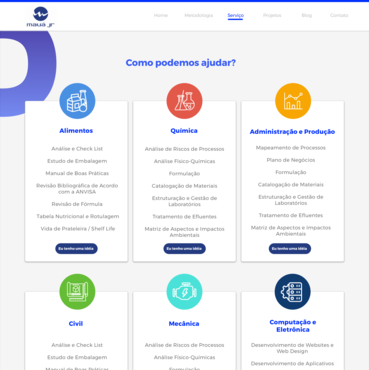 mauá jr
Home
Metodologia
Serviço
Projetos
Blog
Contato
Como podemos ajudar?
Alimentos
Análise e Check List
Estudo de Embalagem
Manual de Boas Práticas
Revisão Bibliográfica de Acordo
com a ANVISA
Revisão de Fórmula
Tabela Nutricional e Rotulagem
Vida de Prateleira / Shelf Life
Eu tenho uma idéia
Química
Análise de Riscos de Processos
Análise Físico-Químicas
Formulação
Catalogação de Materiais
Estruturação e Gestão de
Laboratórios
Tratamento de Efluentes
Matriz de Aspectos e Impactos
Ambientais
Eu tenho uma idéia
Administração e Produção
Mapeamento de Processos
Plano de Negócios
Formulação
Catalogação de Materiais
Estruturação e Gestão de
Laboratórios
Tratamento de Efluentes
Matriz de Aspectos e Impactos
Ambientais
Eu tenho uma idéia
Civil
Análise e Check List
Estudo de Embalagem
Manual de Boas Práticas
Mecânica
Análise de Riscos de Processos
Análise Físico-Químicas
Formulação
Computação e
Eletrônica
Desenvolvimento de Websites e
Web Design
Desenvolvimento de Aplicativos